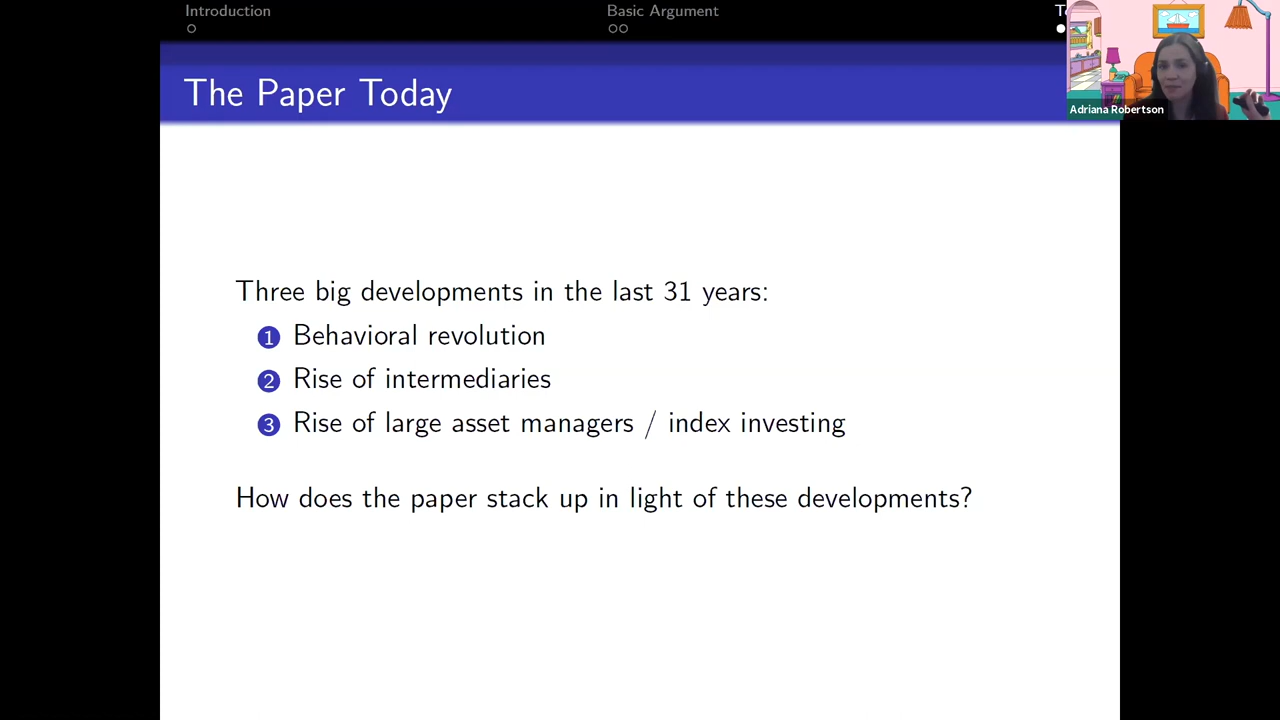 Introduction
Basic Argument
The Paper Today
Adriana Robertson
Three big developments in the last 31 years:
1 Behavioral revolution
2 Rise of intermediaries
3 Rise of large asset managers / index investing
How does the paper stack up in light of these developments?